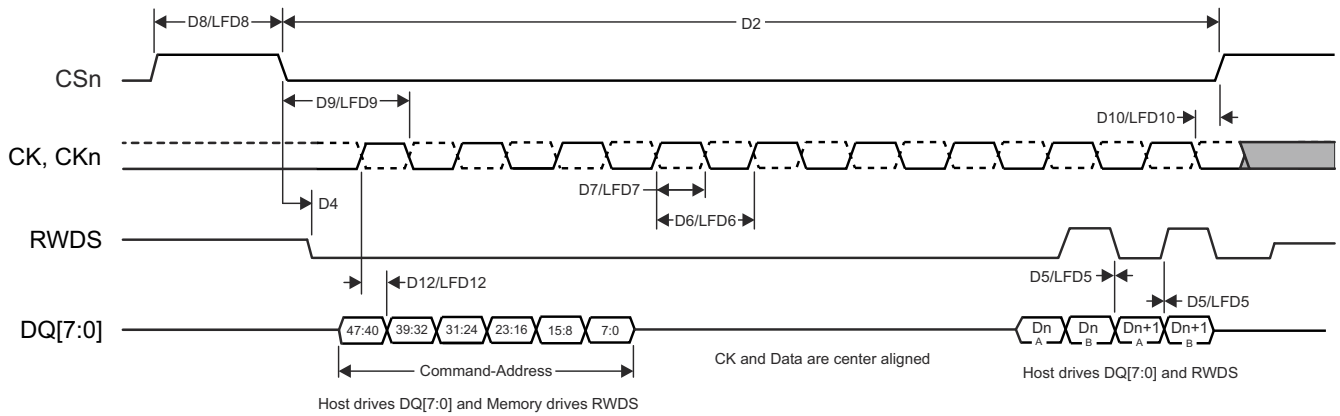 D8/LFD8
D2
CSn
D9/LFD9
D10/LFD10
CK, CKn
D7/LFD7
D4
D6/LFD6
RWDS
D12/LFD12
D5/LFD5
D5/LFD5
DQ[7:0]
47:40 39:32 31:24 23:16 15:8 7:0
Dn A Dn B Dn+1 A Dn+1 B
Command-Address
CK and Data are center aligned
Host drives DQ[7:0] and RWDS
Host drives DQ[7:0] and Memory drives RWDS